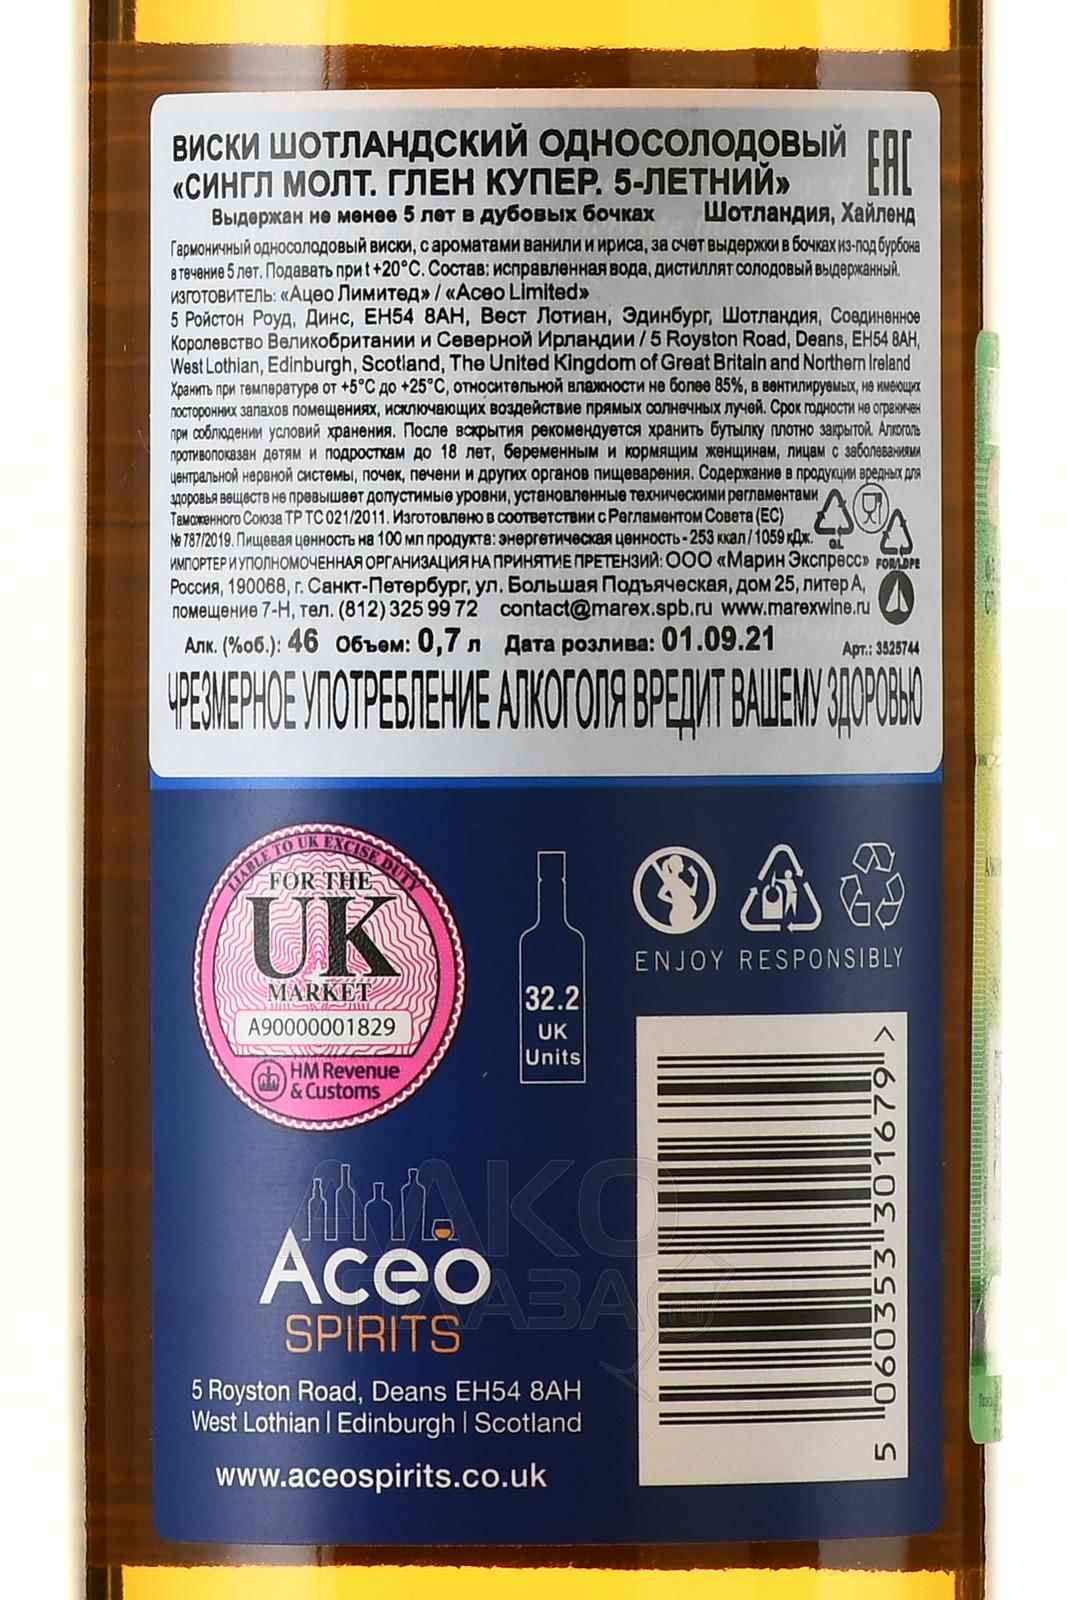 ВИСКИ ШОТЛАНДСКИЙ ОДНОСОЛОДОВЫЙ
EAC
«СИНГЛ МОЛТ. ГЛЕН КУПЕР. 5-ЛЕТНИЙ»
Выдержан не менее 5 лет в дубовых бочках Шотландия, Хайленд
Гармоничный односолодовый виски, с ароматами ванили и ириса, за счет выдержки в бочках из-под бурбона
в течение 5 лет. Подавать при t +20°C. Состав: исправленная вода, дистиллят солодовый выдержанный.
ИЗГОТОВИТЕЛЬ: «Ацео Лимитед» / «Aceo Limited»
5 Ройстон Роуд, Динс, EH54 8AH, Вест Лотиан, Эдинбург, Шотландия, Соединенное
Королевство Великобритании и Северной Ирландии / 5 Royston Road, Deans, EH54 8AH,
West Lothian, Edinburgh, Scotland, The United Kingdom of Great Britain and Northern Ireland
Хранить при температуре от +5°C до +25°C, относительной влажности не более 85%, в вентилируемых, не имеющих
посторонних запахов помещениях, исключающих воздействие прямых солнечных лучей. Срок годности не ограничен
при соблюдении условий хранения. После вскрытия рекомендуется хранить бутылку плотно закрытой. Алкоголь
противопоказан детям и подросткам до 18 лет, беременным и кормящим женщинам, лицам с заболеваниями
центральной нервной системы, почек, печени и других органов пищеварения. Содержание в продукции вредных для
здоровья веществ не превышает допустимые уровни, установленные техническими регламентами
Таможенного Союза ТР ТС 021/2011. Изготовлено в соответствии с Регламентом Совета (ЕС)
№ 787/2019. Пищевая ценность на 100 мл продукта: энергетическая ценность - 253 ккал / 1059 кДж.
GL
FOR/LDPE
ИМПОРТЕР И УПОЛНОМОЧЕННАЯ ОРГАНИЗАЦИЯ НА ПРИНЯТИЕ ПРЕТЕНЗИЙ: ООО «Марин Экспресс»
Россия, 190068, г. Санкт-Петербург, ул. Большая Подъяческая, дом 25, литер А,
помещение 7-Н, тел. (812) 325 99 72 contact@marex.spb.ru www.marexwine.ru
Алк. (%об.): 46 Объем: 0,7 л Дата розлива: 01.09.21 Арт.: 3525744
ЧРЕЗМЕРНОЕ УПОТРЕБЛЕНИЕ АЛКОГОЛЯ ВРЕДИТ ВАШЕМУ ЗДОРОВЬЮ
LIABLE TO UK EXCISE DUTY
FOR THE
UK
MARKET
A90000001829
HM Revenue
& Customs
32.2
UK
Units
ENJOY RESPONSIBLY
5 060353 301679 >
АЛКО
ПЛАЗА.ru
Aceo
SPIRITS
5 Royston Road, Deans EH54 8AH
West Lothian | Edinburgh | Scotland
www.aceospirits.co.uk